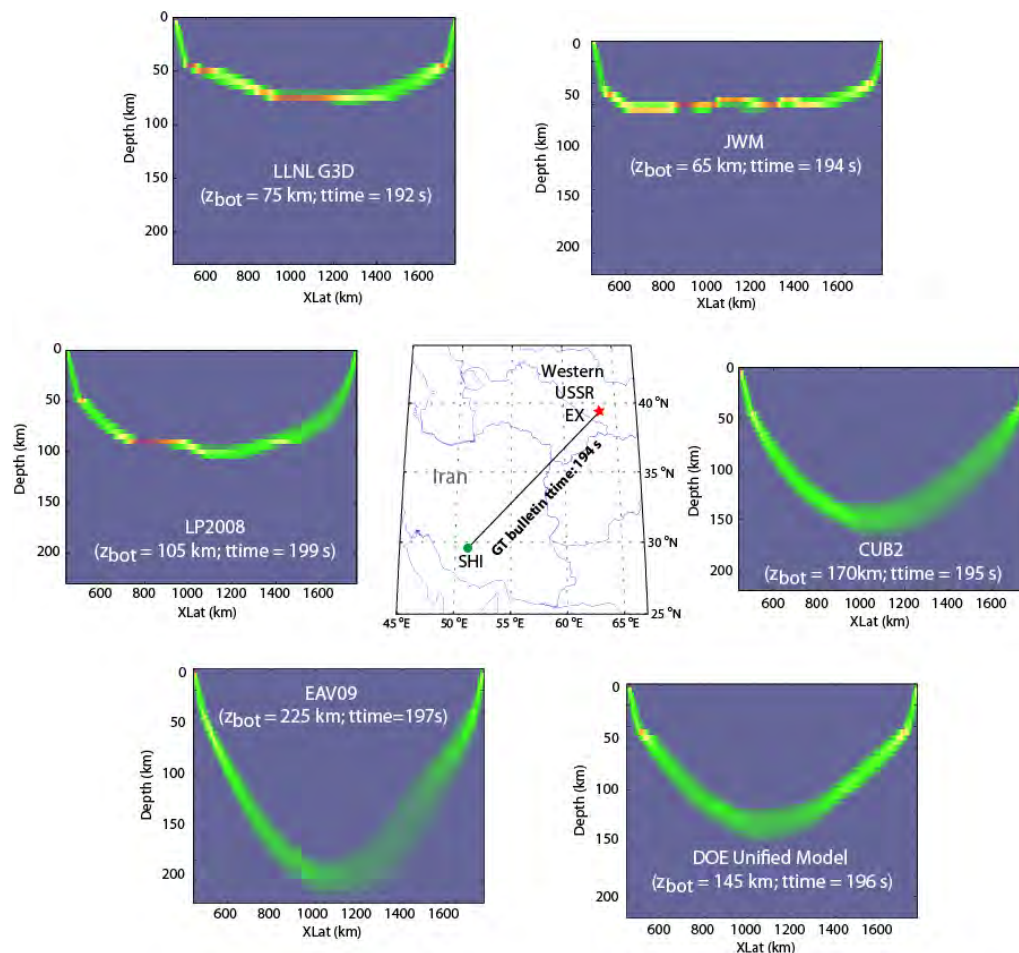 0
50
100
150
200
Depth (km)
LLNL G3D
(zbot = 75 km; ttime = 192 s)
600 800 1000 1200 1400 1600
XLat (km)
0
50
100
150
200
Depth (km)
JWM
(zbot = 65 km; ttime = 194 s)
600 800 1000 1200 1400 1600
XLat (km)
0
50
100
150
200
Depth (km)
LP2008
(zbot = 105 km; ttime = 199 s)
600 800 1000 1200 1400 1600
XLat (km)
Western
USSR
EX
Iran
GT bulletin ttime: 194 s
SHI
40 °N
35 °N
30 °N
25 °N
45 °E 50 °E 55 °E 60 °E 65 °E
0
50
100
150
200
Depth (km)
CUB2
(zbot = 170km; ttime = 195 s)
600 800 1000 1200 1400 1600
XLat (km)
0
50
100
150
200
Depth (km)
EAV09
(zbot = 225 km; ttime=197s)
600 800 1000 1200 1400 1600
XLat (km)
0
50
100
150
200
Depth (km)
DOE Unified Model
(zbot = 145 km; ttime = 196 s)
600 800 1000 1200 1400 1600
XLat (km)